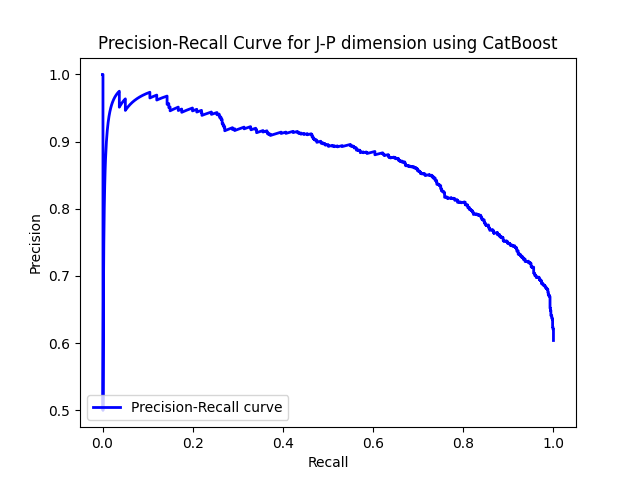 Precision-Recall Curve for J-P dimension using CatBoost
1.0
0.9
0.8
0.7
0.6
0.5
Precision
Precision-Recall curve
0.0 0.2 0.4 0.6 0.8 1.0
Recall